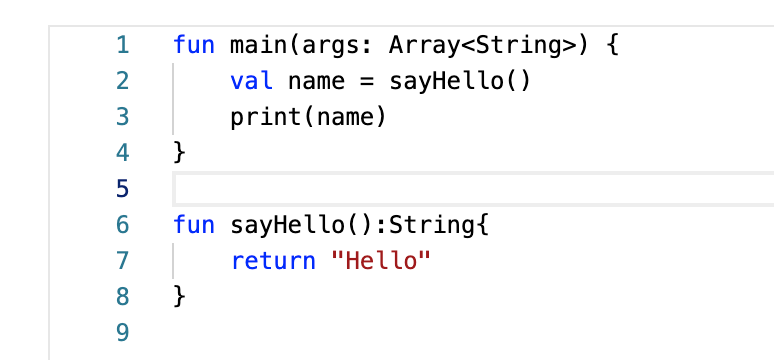 1 fun main(args: Array<String>) {
2     val name = sayHello()
3     print(name)
4 }
5
6 fun sayHello():String{
7     return "Hello"
8 }
9